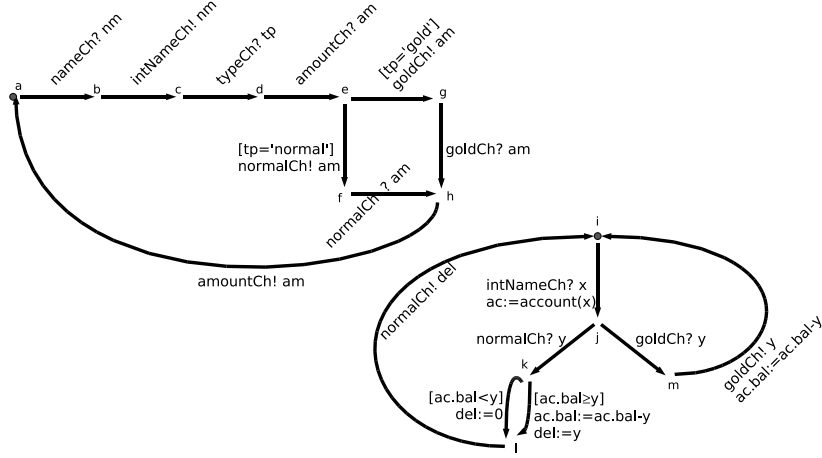 nameCh? nm
intNameCh! nm
typeCh? tp
amountCh? am
[tp='gold']
goldCh! am
a
b
c
d
e
g
[tp='normal']
normalCh! am
goldCh? am
f
normalCh ? am
h
amountCh! am
i
normalCh! del
intNameCh? x
ac:=account(x)
normalCh? y
j
goldCh? y
k
m
goldCh! y
ac.bal:=ac.bal-y
[ac.bal<y]
del:=0
[ac.bal≥y]
ac.bal:=ac.bal-y
del:=y
l